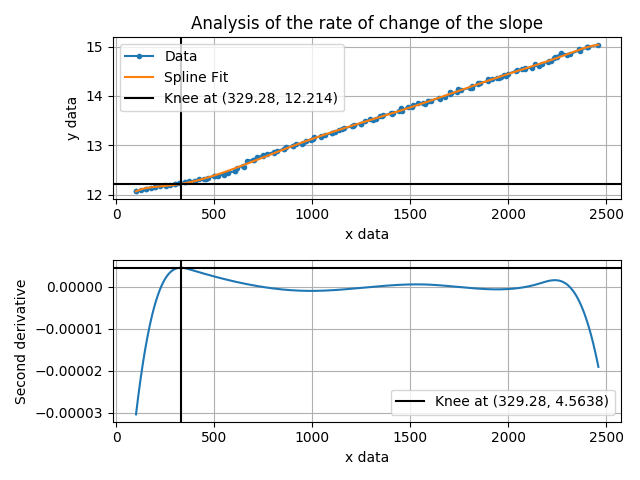 Analysis of the rate of change of the slope
Data
Spline Fit
Knee at (329.28, 12.214)
y data
15
14
13
12
0
500
1000
1500
2000
2500
x data
Second derivative
0.00000
−0.00001
−0.00002
−0.00003
Knee at (329.28, 4.5638)
0
500
1000
1500
2000
2500
x data